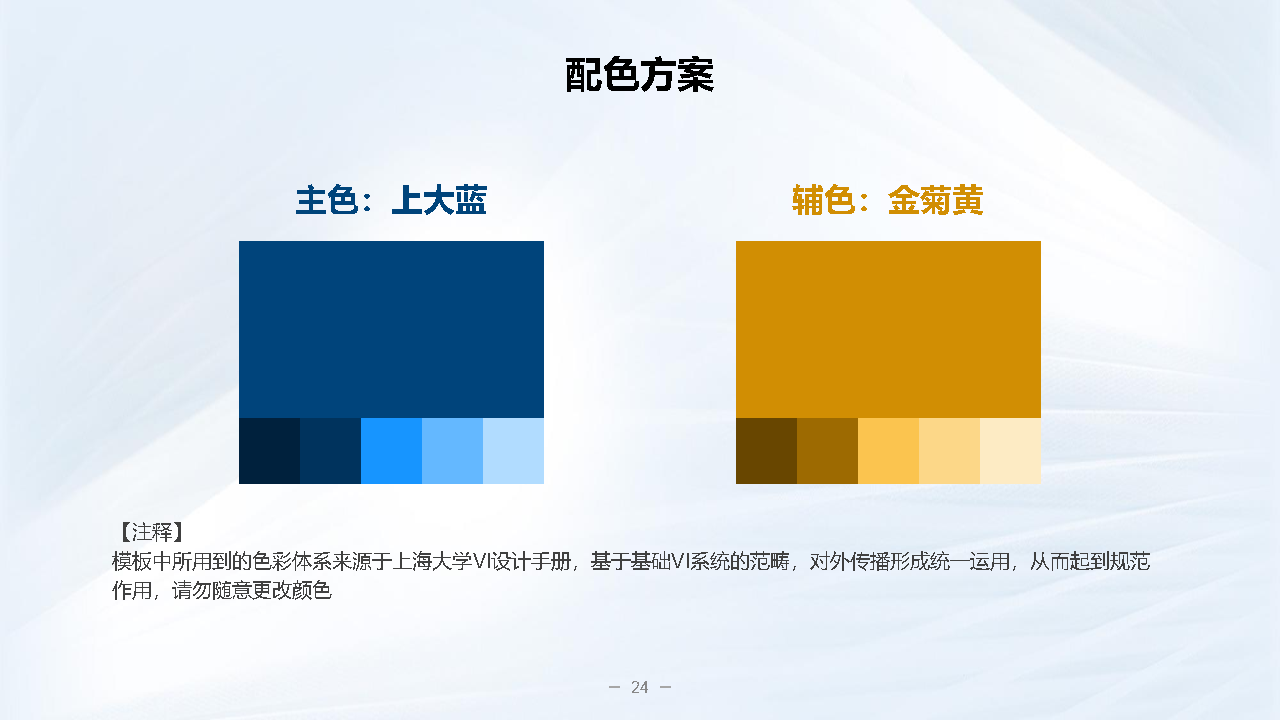 配色方案
主色：上大蓝
辅色：金菊黄
【注释】
模板中所用到的色彩体系来源于上海大学VI设计手册，基于基础VI系统的范畴，对外传播形成统一运用，从而起到规范
作用，请勿随意更改颜色
— 24 —